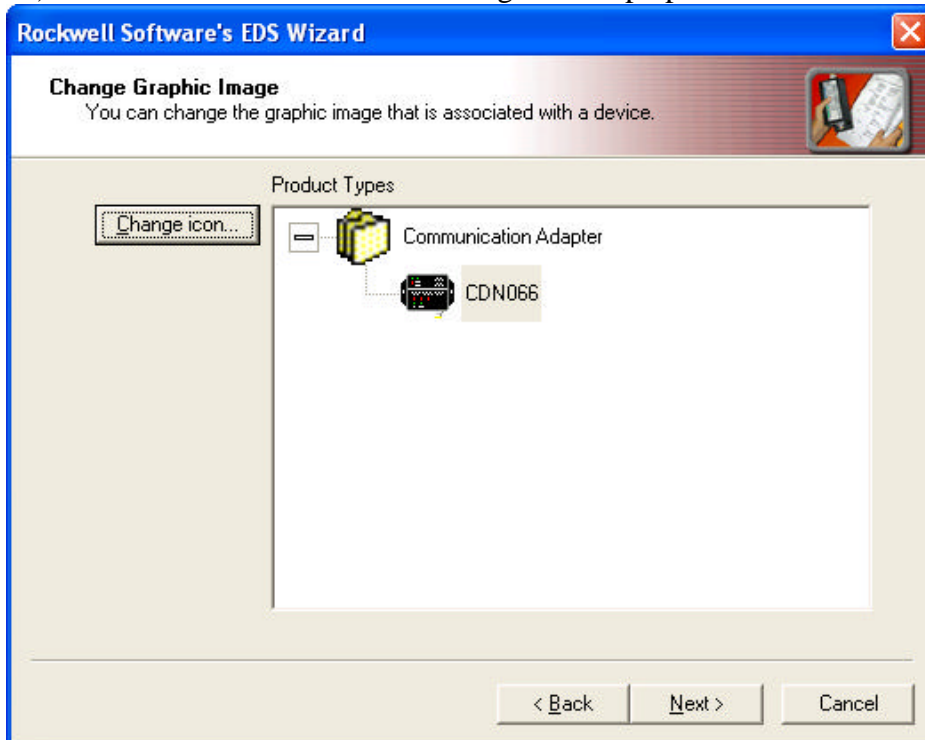 Rockwell Software's EDS Wizard
Change Graphic Image
You can change the graphic image that is associated with a device.
Product Types
Change icon...
Communication Adapter
CDN066
< Back
Next >
Cancel